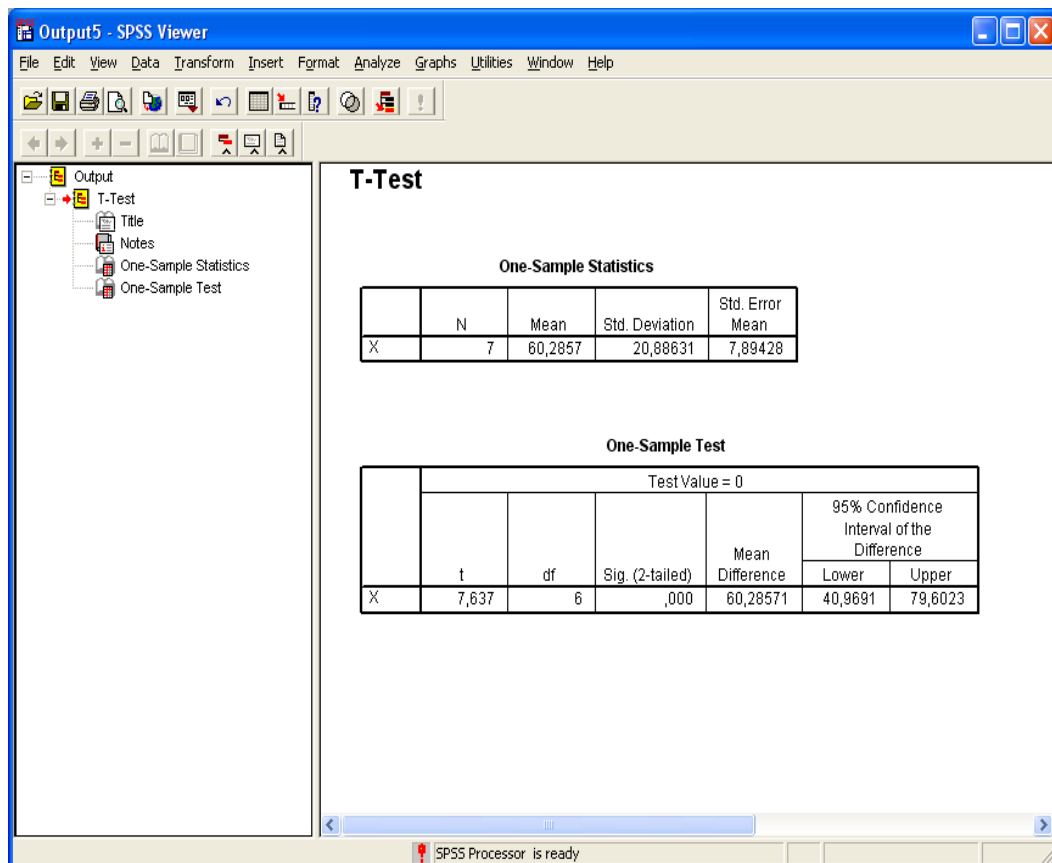 Output5 - SPSS Viewer
File Edit View Data Transform Insert Format Analyze Graphs Utilities Window Help
Output
T-Test
Title
Notes
One-Sample Statistics
One-Sample Test
T-Test
One-Sample Statistics
N Mean Std. Deviation Std. Error Mean
X 7 60,2857 20,88631 7,89428
One-Sample Test
Test Value = 0
95% Confidence
Interval of the
Difference
t df Sig. (2-tailed) Mean Difference Lower Upper
X 7,637 6 ,000 60,28571 40,9691 79,6023
SPSS Processor is ready